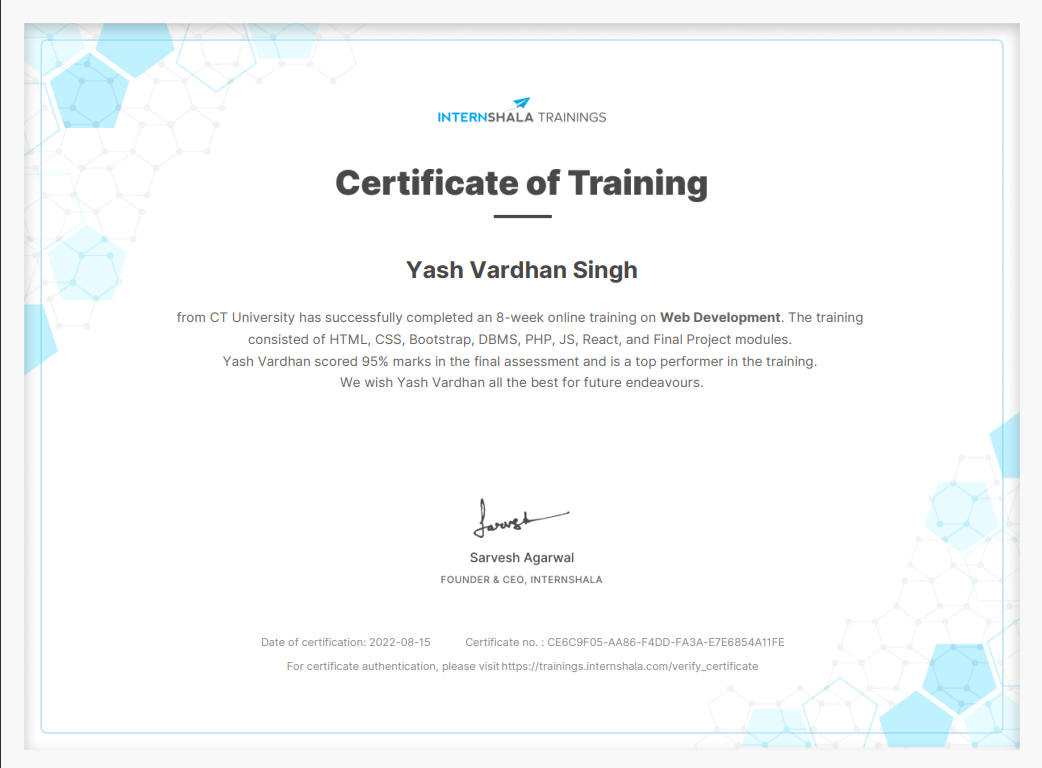 INTERNSHALA TRAININGS
Certificate of Training
Yash Vardhan Singh
from CT University has successfully completed an 8-week online training on Web Development. The training
consisted of HTML, CSS, Bootstrap, DBMS, PHP, JS, React, and Final Project modules.
Yash Vardhan scored 95% marks in the final assessment and is a top performer in the training.
We wish Yash Vardhan all the best for future endeavours.
Sarvesh
Sarvesh Agarwal
FOUNDER & CEO, INTERNSHALA
Date of certification: 2022-08-15 Certificate no. : CE6C9F05-AA86-F4DD-FA3A-E7E6854A11FE
For certificate authentication, please visit https://trainings.internshala.com/verify_certificate